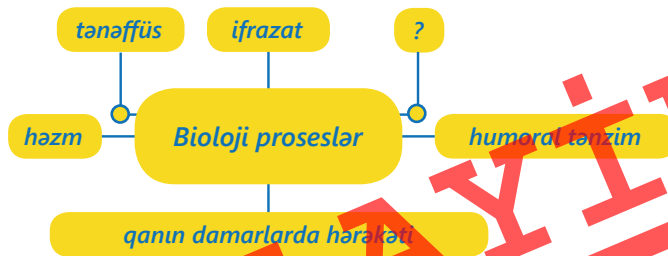 tənəffüs
ifrazat
?
həzm
Bioloji proseslər
humoral tənzim
qanın damarlarda hərəkəti